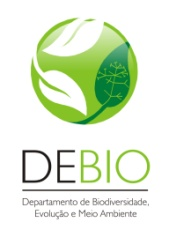 DEBIO
Departamento de Biodiversidade,
Evolução e Meio Ambiente